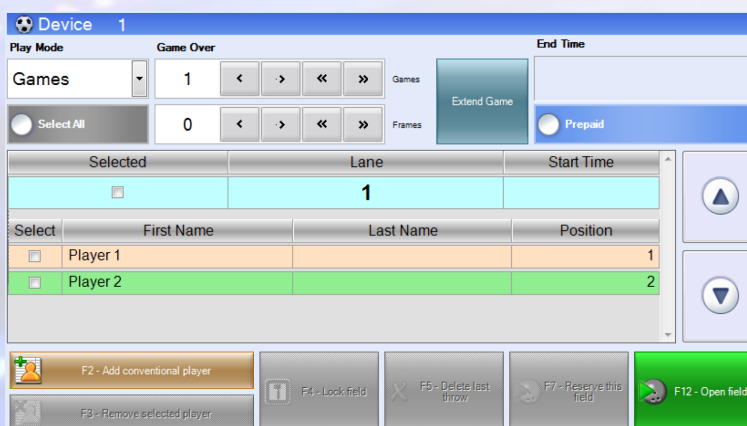 Device 1
Play Mode Game Over End Time
Games 1 < > << >> Games
Extend Game
Select All 0 < > << >> Frames Prepaid
Selected Lane Start Time
1
Select First Name Last Name Position
Player 1 1
Player 2 2
F2 - Add conventional player
F4 - Lock field
F5 - Delete last
throw
F7 - Reserve this
field
F12 - Open field
F3 - Remove selected player